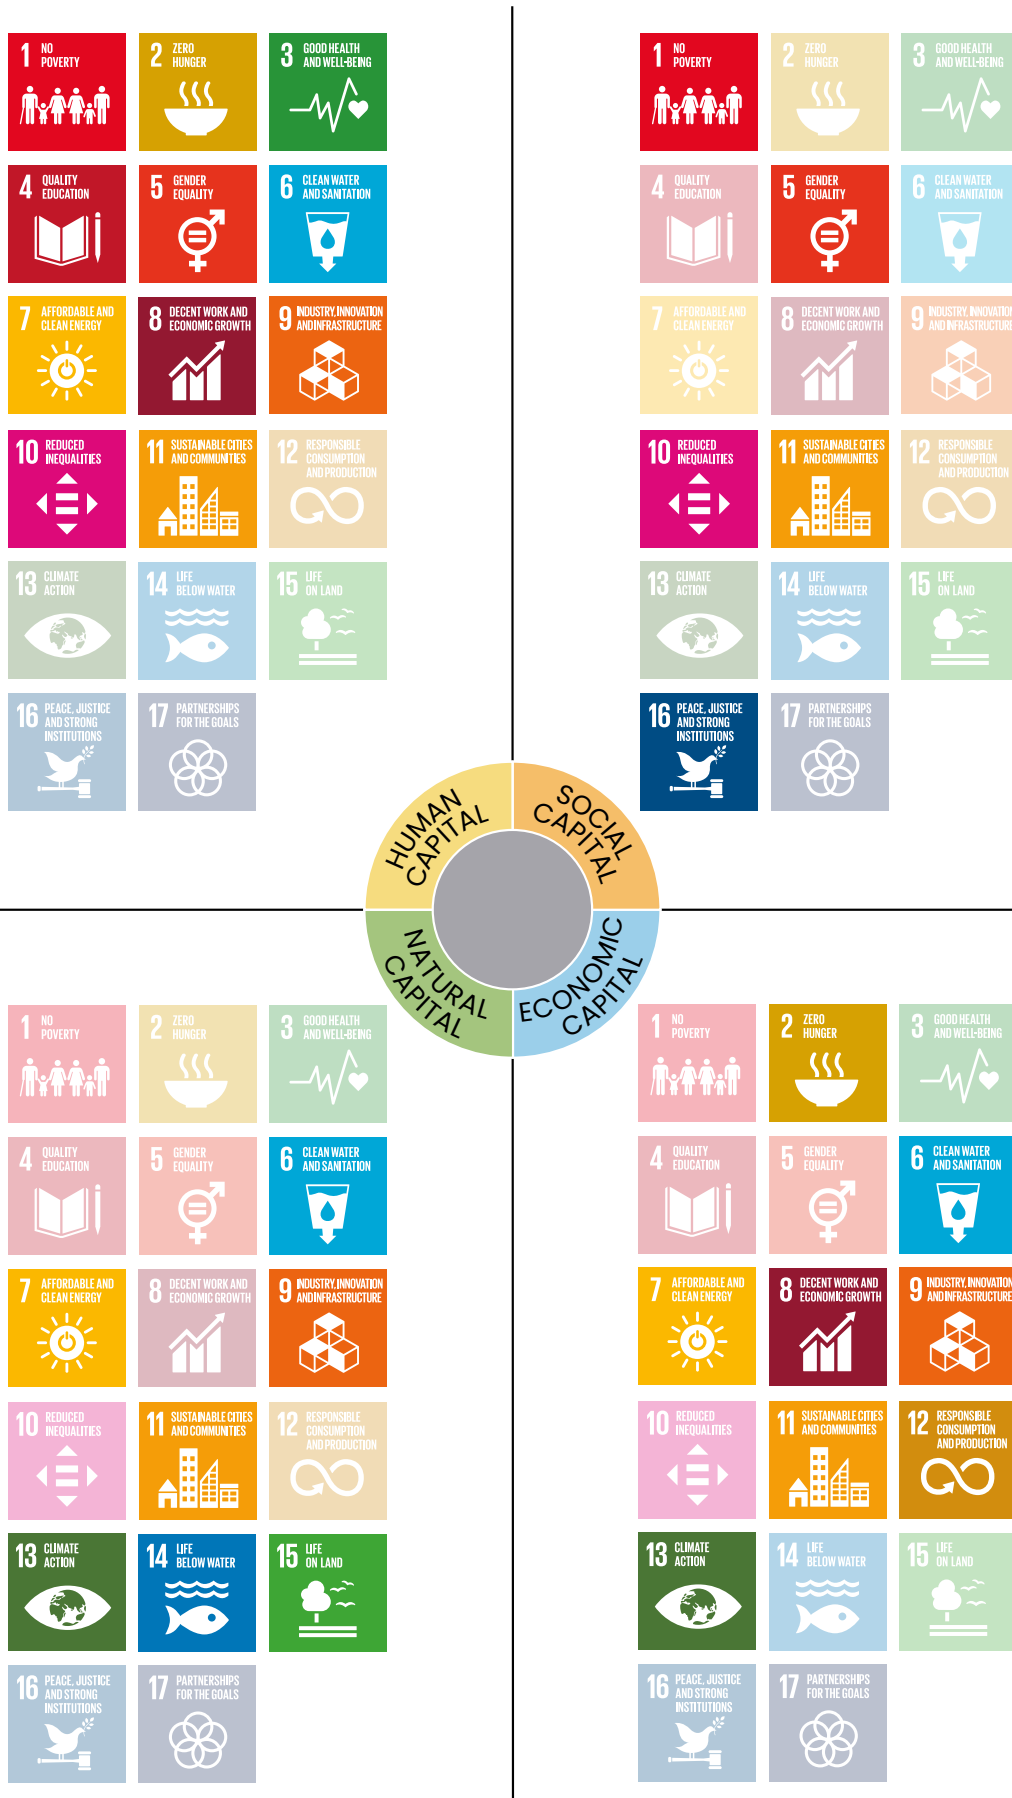 1 NO
POVERTY
2 ZERO
HUNGER
3 GOOD HEALTH
AND WELL-BEING
4 QUALITY
EDUCATION
5 GENDER
EQUALITY
6 CLEAN WATER
AND SANITATION
7 AFFORDABLE AND
CLEAN ENERGY
8 DECENT WORK AND
ECONOMIC GROWTH
9 INDUSTRY, INNOVATION
AND INFRASTRUCTURE
10 REDUCED
INEQUALITIES
11 SUSTAINABLE CITIES
AND COMMUNITIES
12 RESPONSIBLE
CONSUMPTION
AND PRODUCTION
13 CLIMATE
ACTION
14 LIFE
BELOW WATER
15 LIFE
ON LAND
16 PEACE, JUSTICE
AND STRONG
INSTITUTIONS
17 PARTNERSHIPS
FOR THE GOALS
1 NO
POVERTY
2 ZERO
HUNGER
3 GOOD HEALTH
AND WELL-BEING
4 QUALITY
EDUCATION
5 GENDER
EQUALITY
6 CLEAN WATER
AND SANITATION
7 AFFORDABLE AND
CLEAN ENERGY
8 DECENT WORK AND
ECONOMIC GROWTH
9 INDUSTRY, INNOVATION
AND INFRASTRUCTURE
10 REDUCED
INEQUALITIES
11 SUSTAINABLE CITIES
AND COMMUNITIES
12 RESPONSIBLE
CONSUMPTION
AND PRODUCTION
13 CLIMATE
ACTION
14 LIFE
BELOW WATER
15 LIFE
ON LAND
16 PEACE, JUSTICE
AND STRONG
INSTITUTIONS
17 PARTNERSHIPS
FOR THE GOALS
HUMAN
CAPITAL
SOCIAL
CAPITAL
NATURAL
CAPITAL
ECONOMIC
CAPITAL
1 NO
POVERTY
2 ZERO
HUNGER
3 GOOD HEALTH
AND WELL-BEING
4 QUALITY
EDUCATION
5 GENDER
EQUALITY
6 CLEAN WATER
AND SANITATION
7 AFFORDABLE AND
CLEAN ENERGY
8 DECENT WORK AND
ECONOMIC GROWTH
9 INDUSTRY, INNOVATION
AND INFRASTRUCTURE
10 REDUCED
INEQUALITIES
11 SUSTAINABLE CITIES
AND COMMUNITIES
12 RESPONSIBLE
CONSUMPTION
AND PRODUCTION
13 CLIMATE
ACTION
14 LIFE
BELOW WATER
15 LIFE
ON LAND
16 PEACE, JUSTICE
AND STRONG
INSTITUTIONS
17 PARTNERSHIPS
FOR THE GOALS
1 NO
POVERTY
2 ZERO
HUNGER
3 GOOD HEALTH
AND WELL-BEING
4 QUALITY
EDUCATION
5 GENDER
EQUALITY
6 CLEAN WATER
AND SANITATION
7 AFFORDABLE AND
CLEAN ENERGY
8 DECENT WORK AND
ECONOMIC GROWTH
9 INDUSTRY, INNOVATION
AND INFRASTRUCTURE
10 REDUCED
INEQUALITIES
11 SUSTAINABLE CITIES
AND COMMUNITIES
12 RESPONSIBLE
CONSUMPTION
AND PRODUCTION
13 CLIMATE
ACTION
14 LIFE
BELOW WATER
15 LIFE
ON LAND
16 PEACE, JUSTICE
AND STRONG
INSTITUTIONS
17 PARTNERSHIPS
FOR THE GOALS